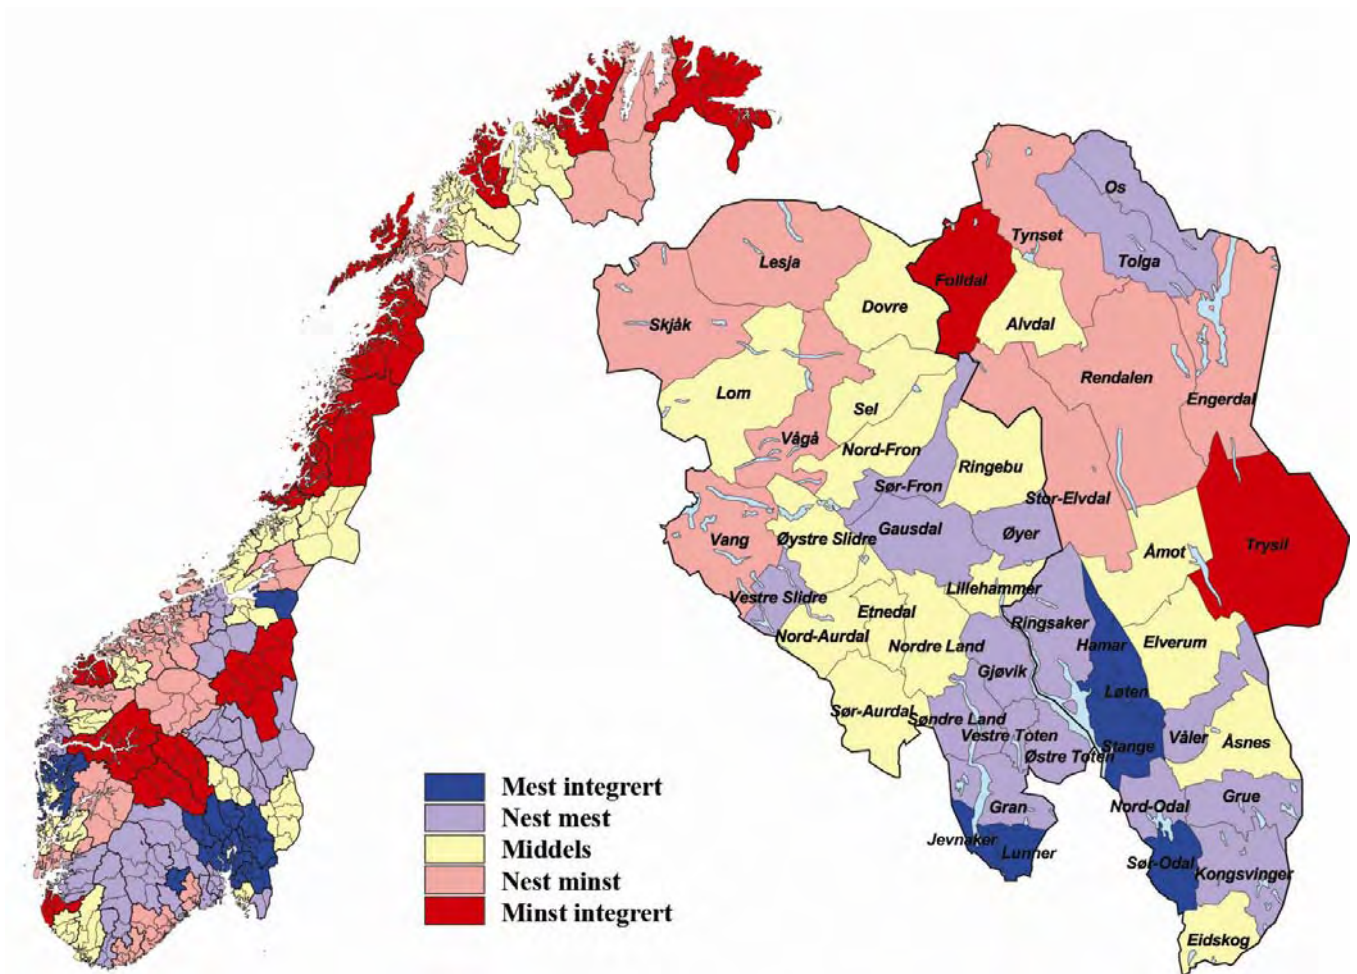 Os
Tynset
Tolga
Lesja
Folldal
Dovre
Skjåk
Alvdal
Rendalen
Lom
Engerdal
Sel
Vågå
Nord-Fron
Ringebu
Sør-Fron
Stor-Elvdal
Gausdal
Øyer
Vang
Øystre Slidre
Trysil
Åmot
Lillehammer
Vestre Slidre
Etnedal
Ringsaker
Nord-Aurdal
Nordre Land
Hamar
Elverum
Gjøvik
Løten
Sør-Aurdal
Søndre Land
Vestre Toten
Østre Toten
Stange
Våler
Åsnes
Mest integrert
Nest mest
Middels
Nest minst
Minst integrert
Gran
Nord-Odal
Grue
Jevnaker
Lunner
Sør-Odal
Kongsvinger
Eidskog